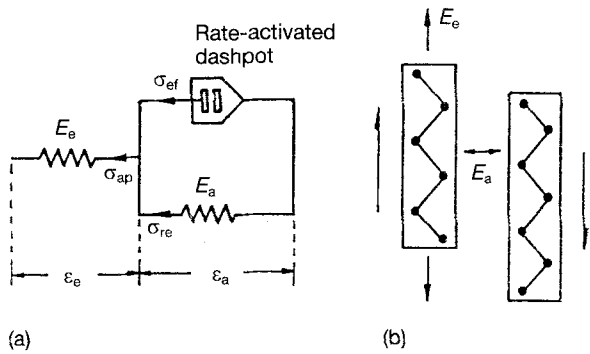 Rate-activated
dashpot
σef
Ee
σap
Ea
σre
εe
εa
(a)
Ee
Ea
(b)